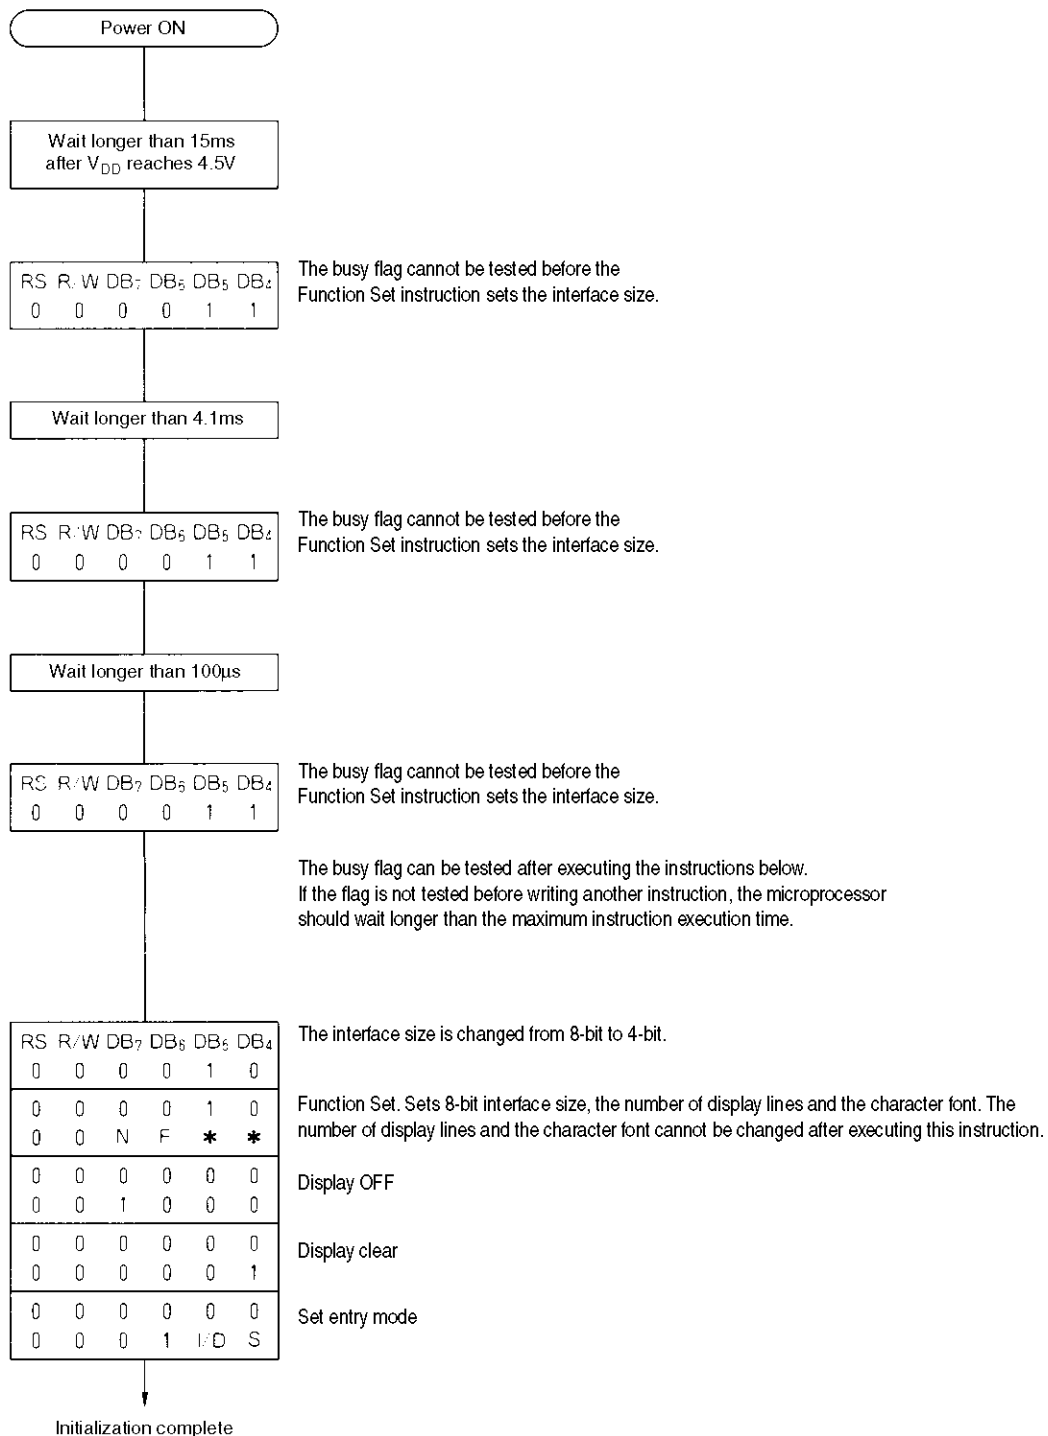 Power ON
Wait longer than 15ms
after VDD reaches 4.5V
RS R/W DB7 DB6 DB5 DB4
0 0 0 0 1 1
The busy flag cannot be tested before the
Function Set instruction sets the interface size.
Wait longer than 4.1ms
RS R/W DB7 DB6 DB5 DB4
0 0 0 0 1 1
The busy flag cannot be tested before the
Function Set instruction sets the interface size.
Wait longer than 100µs
RS R/W DB7 DB6 DB5 DB4
0 0 0 0 1 1
The busy flag cannot be tested before the
Function Set instruction sets the interface size.
The busy flag can be tested after executing the instructions below.
If the flag is not tested before writing another instruction, the microprocessor
should wait longer than the maximum instruction execution time.
RS R/W DB7 DB6 DB5 DB4
0 0 0 0 1 0
The interface size is changed from 8-bit to 4-bit.
0 0 0 0 1 0
0 0 N F * *
Function Set. Sets 8-bit interface size, the number of display lines and the character font. The
number of display lines and the character font cannot be changed after executing this instruction.
0 0 0 0 0 0
0 0 1 0 0 0
Display OFF
0 0 0 0 0 0
0 0 0 0 0 1
Display clear
0 0 0 0 0 0
0 0 0 1 I/D S
Set entry mode
Initialization complete